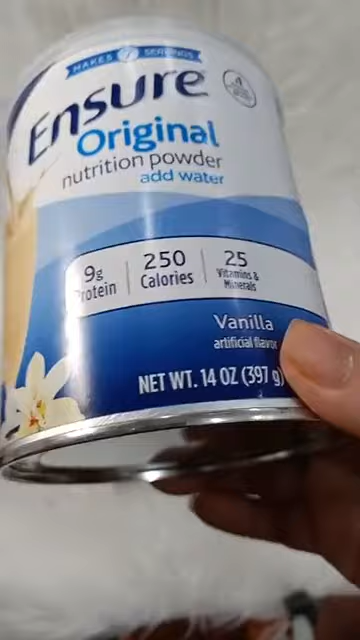 MAKES 7 SERVINGS
Ensure
Original
nutrition powder
add water
9g
Protein
250
Calories
25
Vitamins &
Minerals
Vanilla
artificial flavor
NET WT. 14 OZ (397 g)